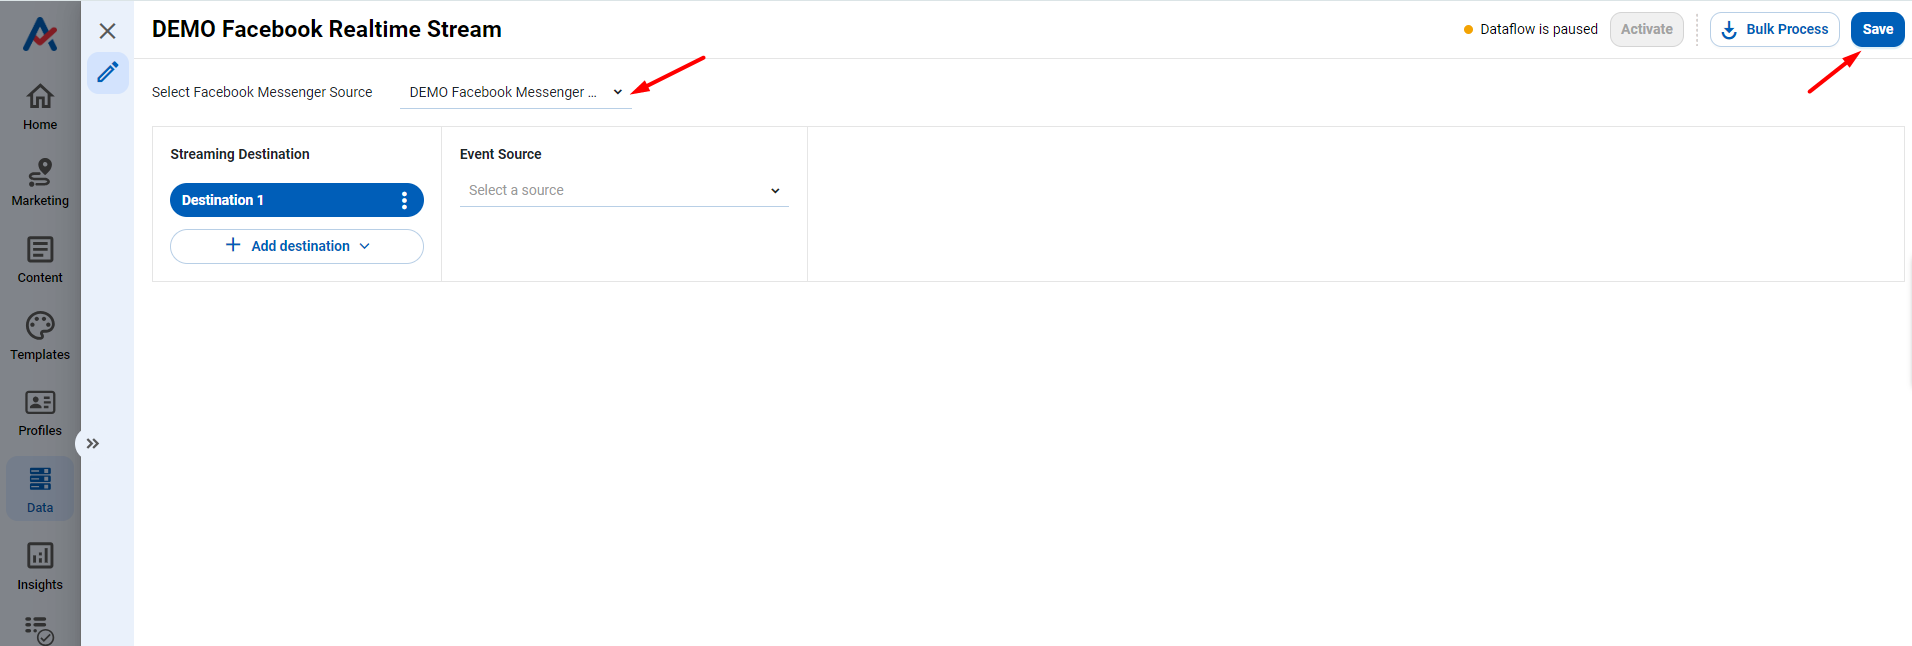 DEMO Facebook Realtime Stream
Dataflow is paused
Activate
Bulk Process
Save
Select Facebook Messenger Source
DEMO Facebook Messenger ...
Streaming Destination
Event Source
Destination 1
Select a source
Add destination
Home
Marketing
Content
Templates
Profiles
Data
Insights